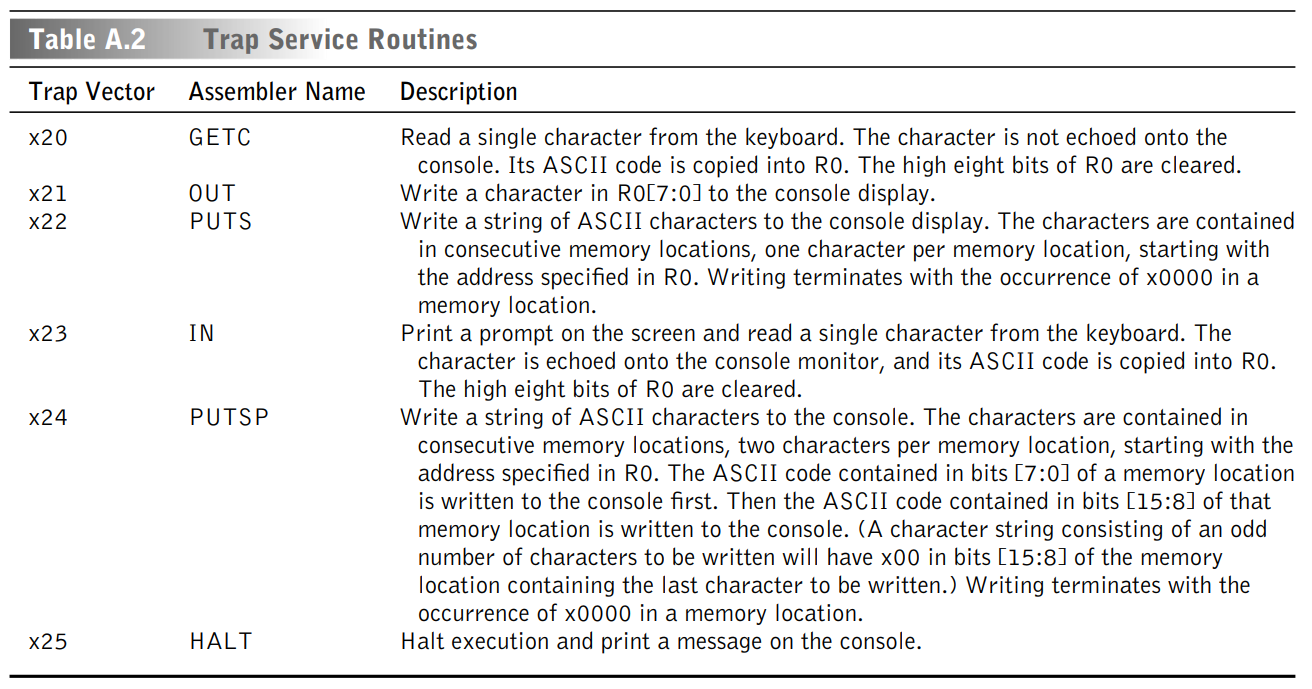 Table A.2 Trap Service Routines
Trap Vector Assembler Name Description
x20 GETC Read a single character from the keyboard. The character is not echoed onto the
console. Its ASCII code is copied into R0. The high eight bits of R0 are cleared.
x21 OUT Write a character in R0[7:0] to the console display.
x22 PUTS Write a string of ASCII characters to the console display. The characters are contained
in consecutive memory locations, one character per memory location, starting with
the address specified in R0. Writing terminates with the occurrence of x0000 in a
memory location.
x23 IN Print a prompt on the screen and read a single character from the keyboard. The
character is echoed onto the console monitor, and its ASCII code is copied into R0.
The high eight bits of R0 are cleared.
x24 PUTSP Write a string of ASCII characters to the console. The characters are contained in
consecutive memory locations, two characters per memory location, starting with the
address specified in R0. The ASCII code contained in bits [7:0] of a memory location
is written to the console first. Then the ASCII code contained in bits [15:8] of that
memory location is written to the console. (A character string consisting of an odd
number of characters to be written will have x00 in bits [15:8] of the memory
location containing the last character to be written.) Writing terminates with the
occurrence of x0000 in a memory location.
x25 HALT Halt execution and print a message on the console.